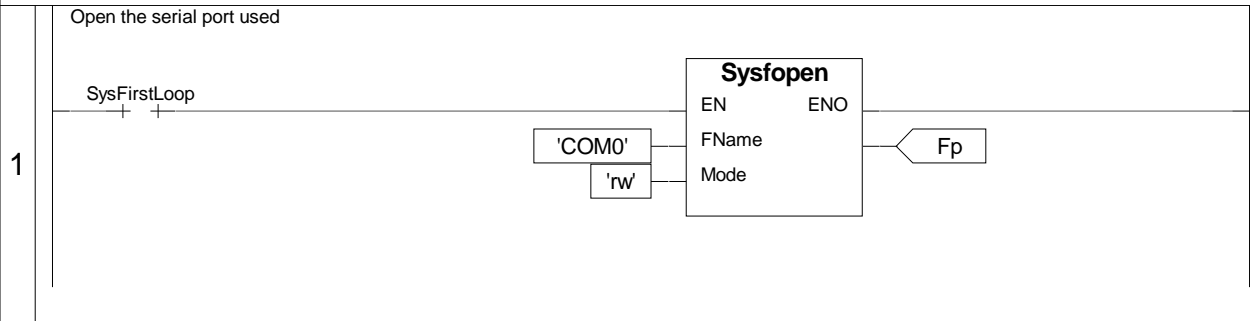 Open the serial port used
Sysfopen
SysFirstLoop
EN ENO
'COM0' FName Fp
1
'rw' Mode